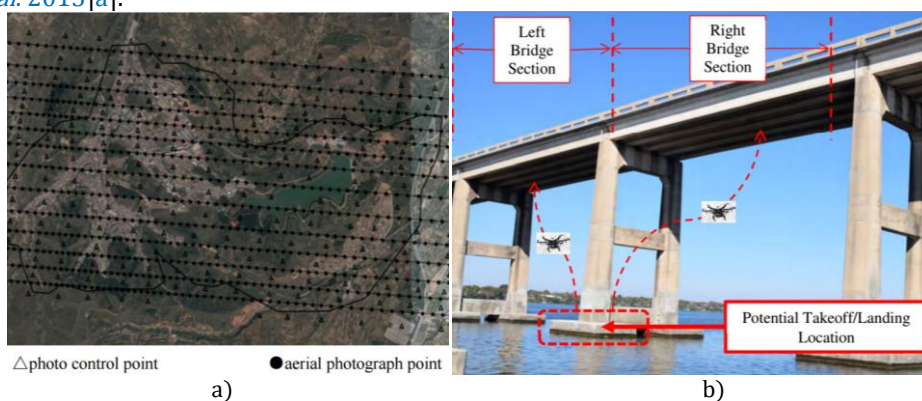 al. 2015[a].
Left
Bridge
Section
Right
Bridge
Section
Potential Takeoff/Landing
Location
△photo control point ●aerial photograph point
a) b)